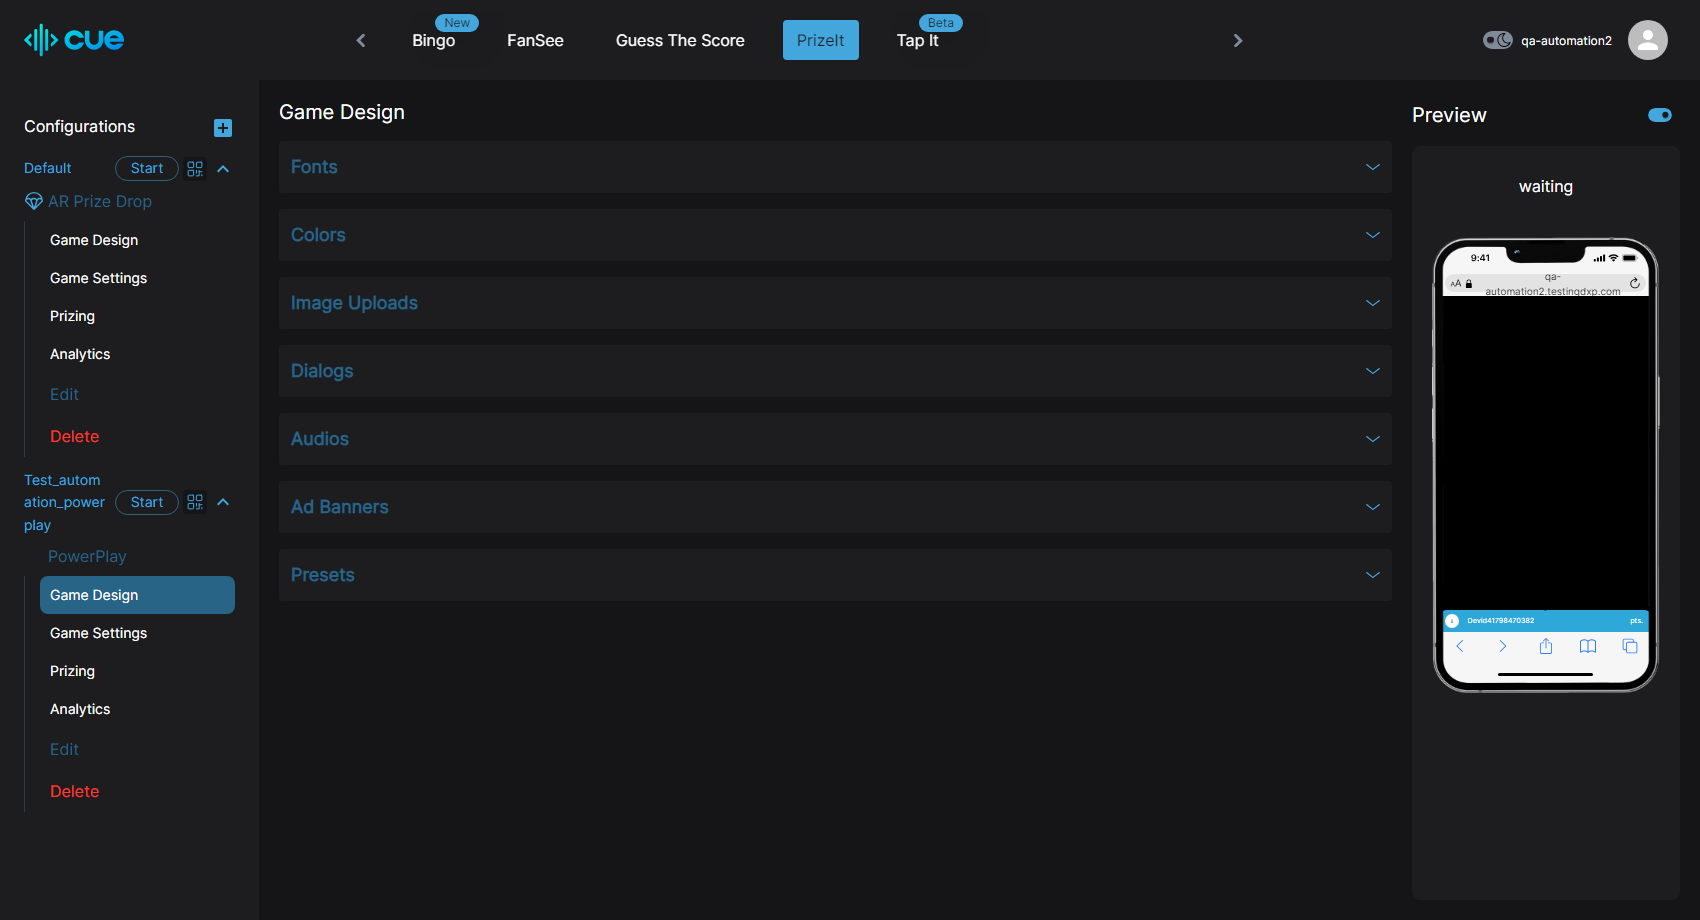 cue
Bingo
New
FanSee
Guess The Score
PrizeIt
Tap It
Beta
qa-automation2
Configurations
Default
Start
AR Prize Drop
Game Design
Game Settings
Prizing
Analytics
Edit
Delete
Test_autom
ation_power
play
Start
PowerPlay
Game Design
Game Settings
Prizing
Analytics
Edit
Delete
Game Design
Fonts
Colors
Image Uploads
Dialogs
Audios
Ad Banners
Presets
Preview
waiting
9:41
AA
qa-
automation2.testingdxp.com
Devid41798470382
pts.